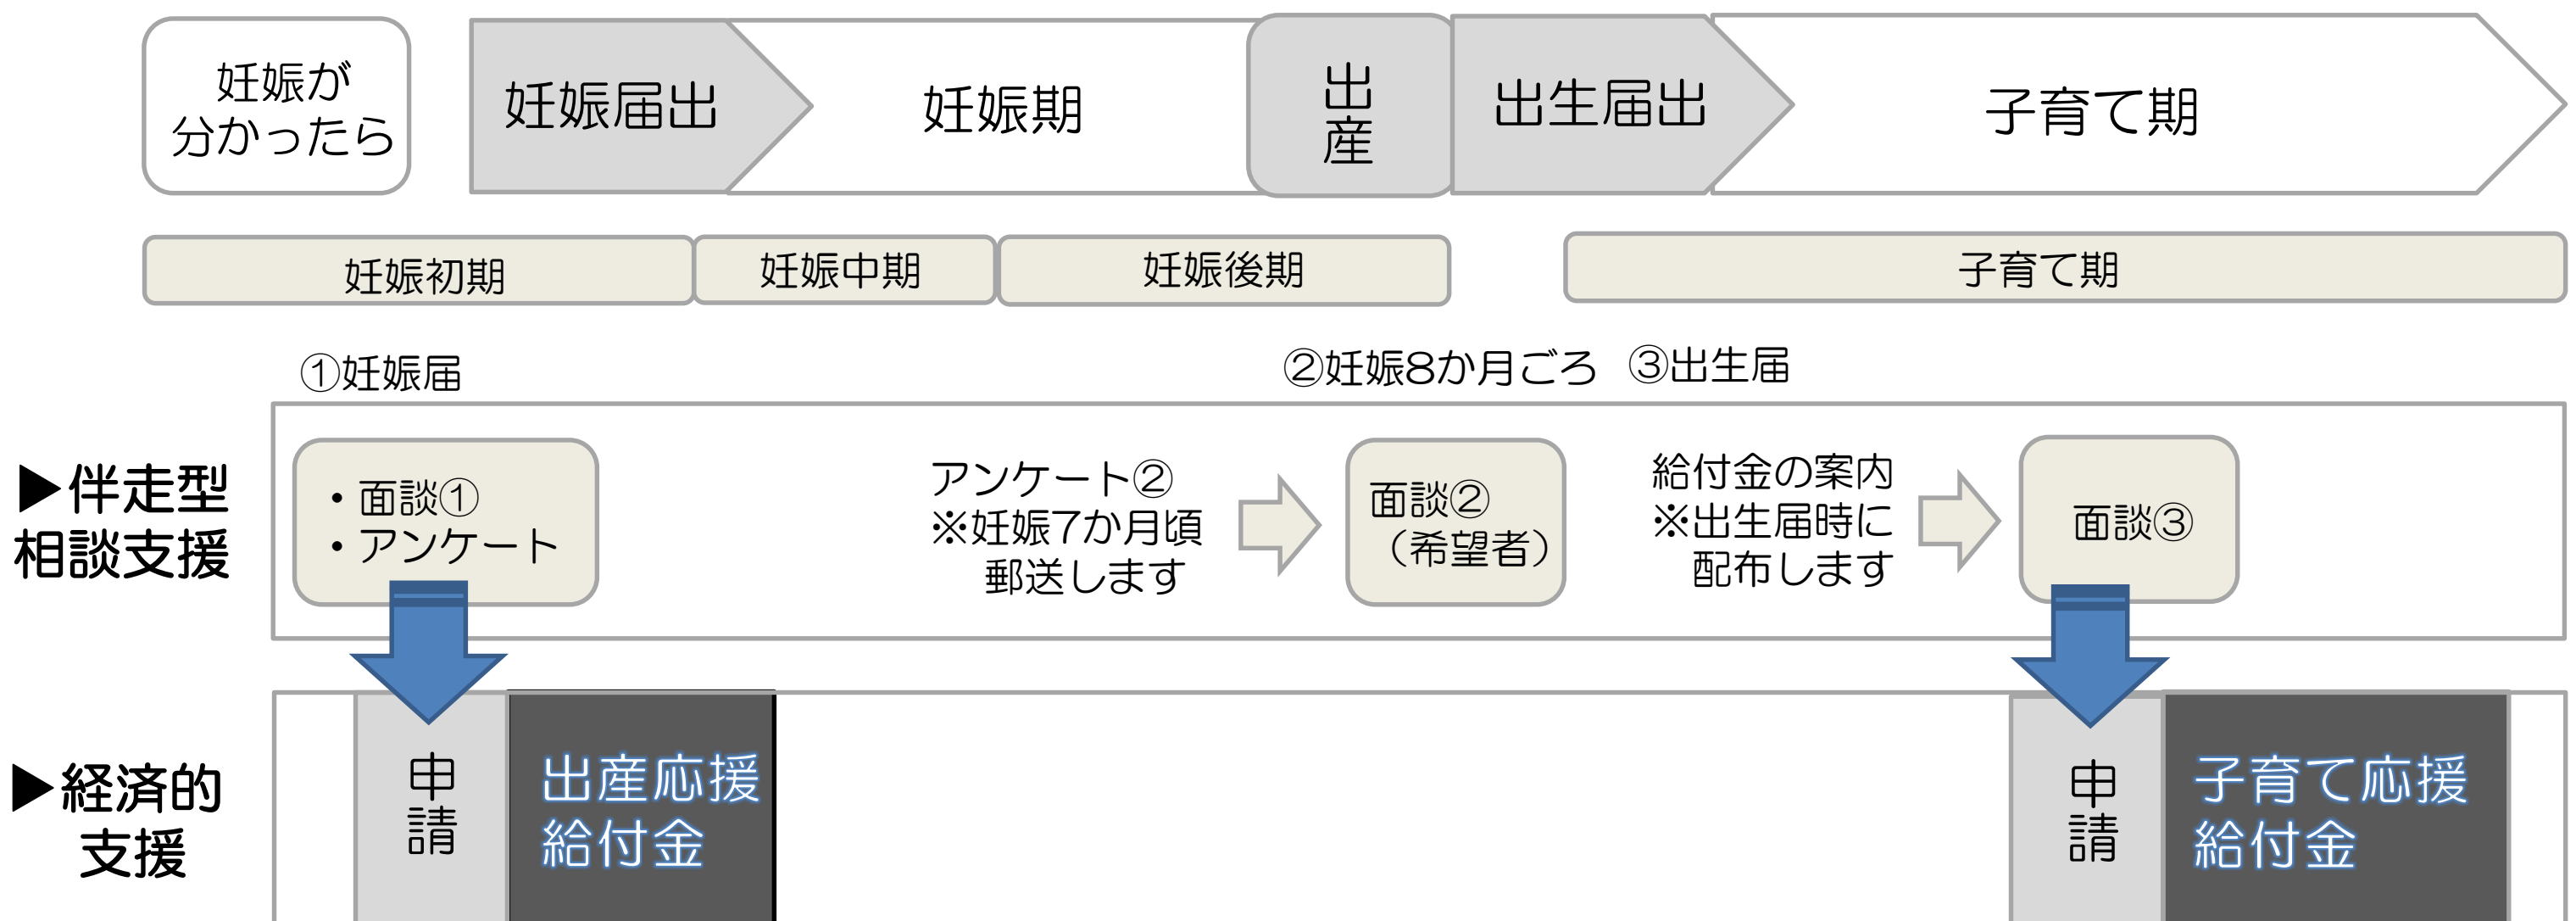 妊娠が
分かったら
妊娠届出
妊娠期
出産
出生届出
子育て期
妊娠初期
妊娠中期
妊娠後期
子育て期
①妊娠届
②妊娠8か月ごろ
③出生届
▶伴走型
相談支援
・面談①
・アンケート
アンケート②
※妊娠7か月頃
郵送します
面談②
（希望者）
給付金の案内
※出生届時に
配布します
面談③
▶経済的
支援
申請
出産応援
給付金
申請
子育て応援
給付金